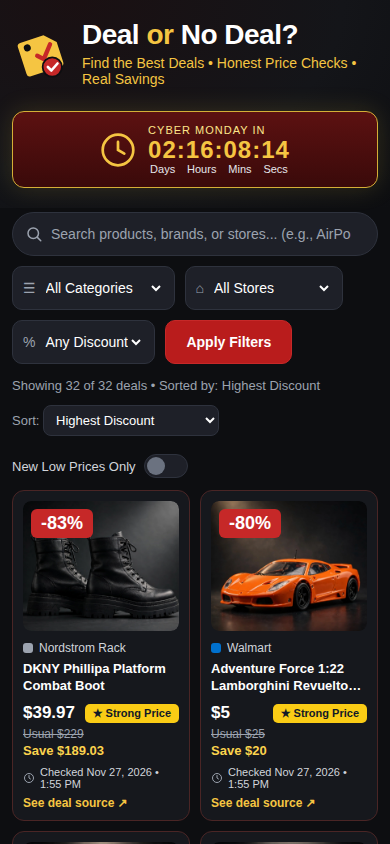 Deal or No Deal?
Find the Best Deals • Honest Price Checks •
Real Savings
CYBER MONDAY IN
02:16:08:14
Days Hours Mins Secs
Search products, brands, or stores... (e.g., AirPo
All Categories
All Stores
% Any Discount
Apply Filters
Showing 32 of 32 deals • Sorted by: Highest Discount
Sort: Highest Discount
New Low Prices Only
-83%
Nordstrom Rack
DKNY Phillipa Platform
Combat Boot
$39.97 ★ Strong Price
Usual $229
Save $189.03
Checked Nov 27, 2026 •
1:55 PM
See deal source ↗
-80%
Walmart
Adventure Force 1:22
Lamborghini Revuelto…
$5 ★ Strong Price
Usual $25
Save $20
Checked Nov 27, 2026 •
1:55 PM
See deal source ↗